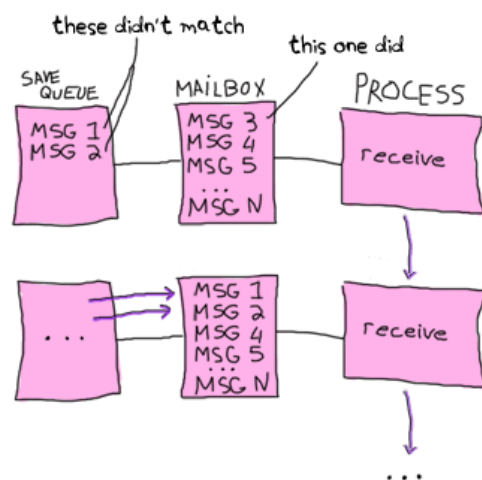 these didn't match
this one did
SAVE
QUEUE
MAILBOX
PROCESS
MSG 1
MSG 2
MSG 3
MSG 4
MSG 5
...
MSG N
receive
...
MSG 1
MSG 2
MSG 4
MSG 5
...
MSG N
receive
...